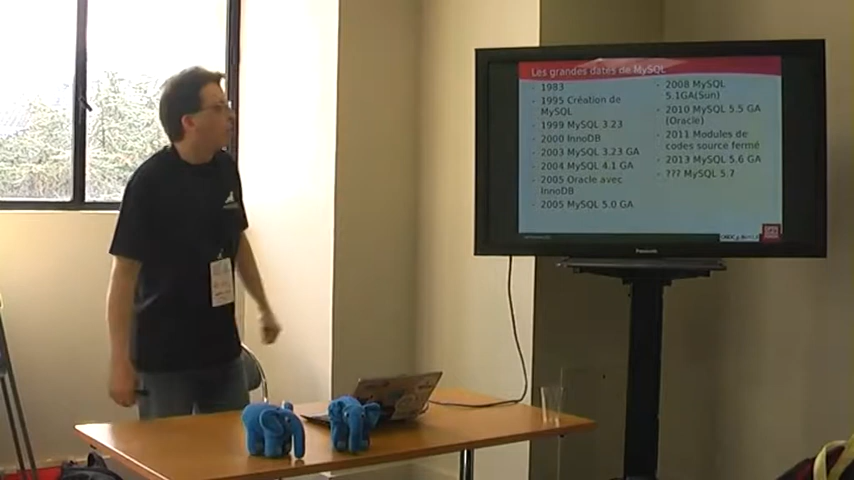 Les grandes dates de MySQL
1983
1995 Création de
MySQL
1999 MySQL 3.23
2000 InnoDB
2003 MySQL 3.23 GA
2004 MySQL 4.1 GA
2005 Oracle avec
InnoDB
2005 MySQL 5.0 GA
2008 MySQL
5.1GA(Sun)
2010 MySQL 5.5 GA
(Oracle)
2011 Modules de
codes source fermé
2013 MySQL 5.6 GA
??? MySQL 5.7
Panasonic